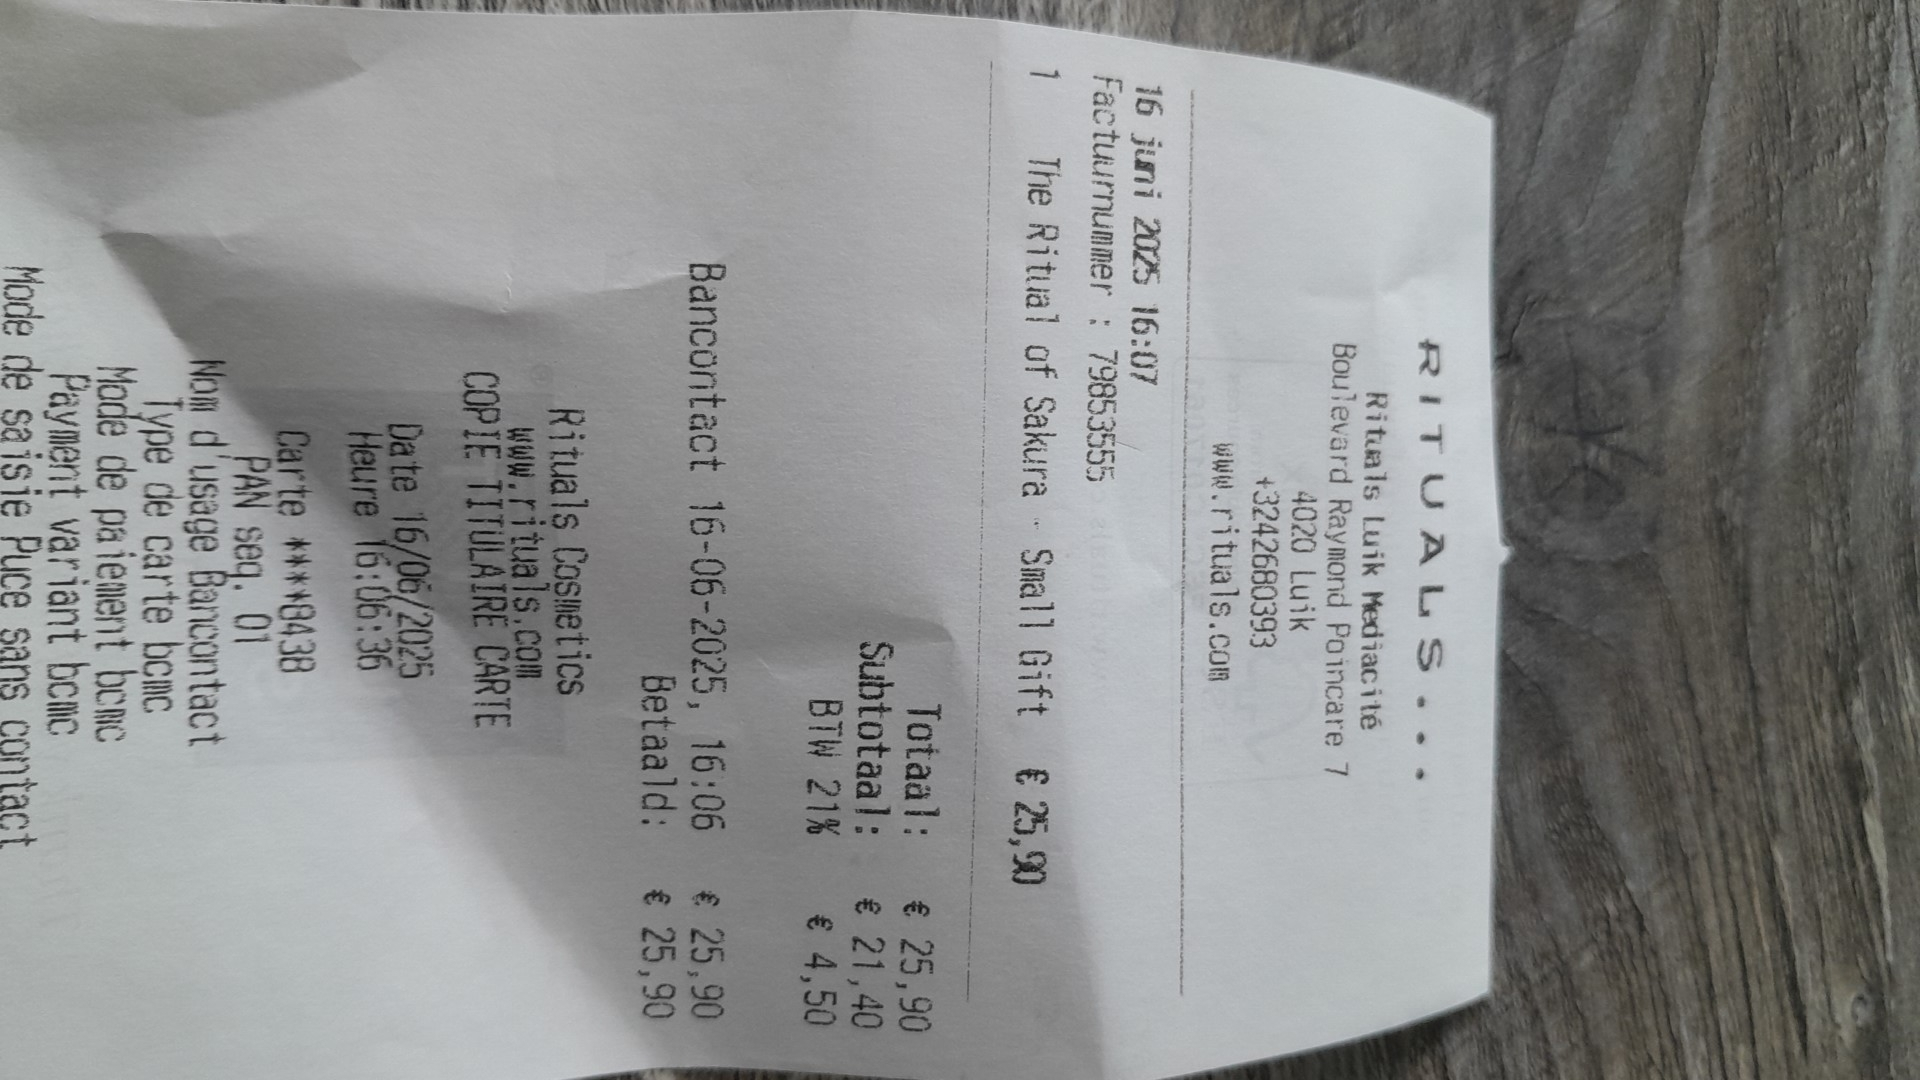 RITUALS...
Rituals Luik Mediacité
Boulevard Raymond Poincare 7
4020 Luik
+3242680393
www.rituals.com
16 juni 2025 16:07
Factuurnummer : 79853555
1 The Ritual of Sakura - Small Gift € 25,90
Totaal: € 25,90
Subtotaal: € 21,40
BTW 21% € 4,50
Bancontact 16-06-2025, 16:06 € 25,90
Betaald: € 25,90
Rituals Cosmetics
www.rituals.com
COPIE TITULAIRE CARTE
Date 16/06/2025
Heure 16:06:36
Carte ****8438
PAN seq. 01
Nom d'usage Bancontact
Type de carte bcmc
Mode de paiement bcmc
Payment variant bcmc
Mode de saisie Puce sans contact